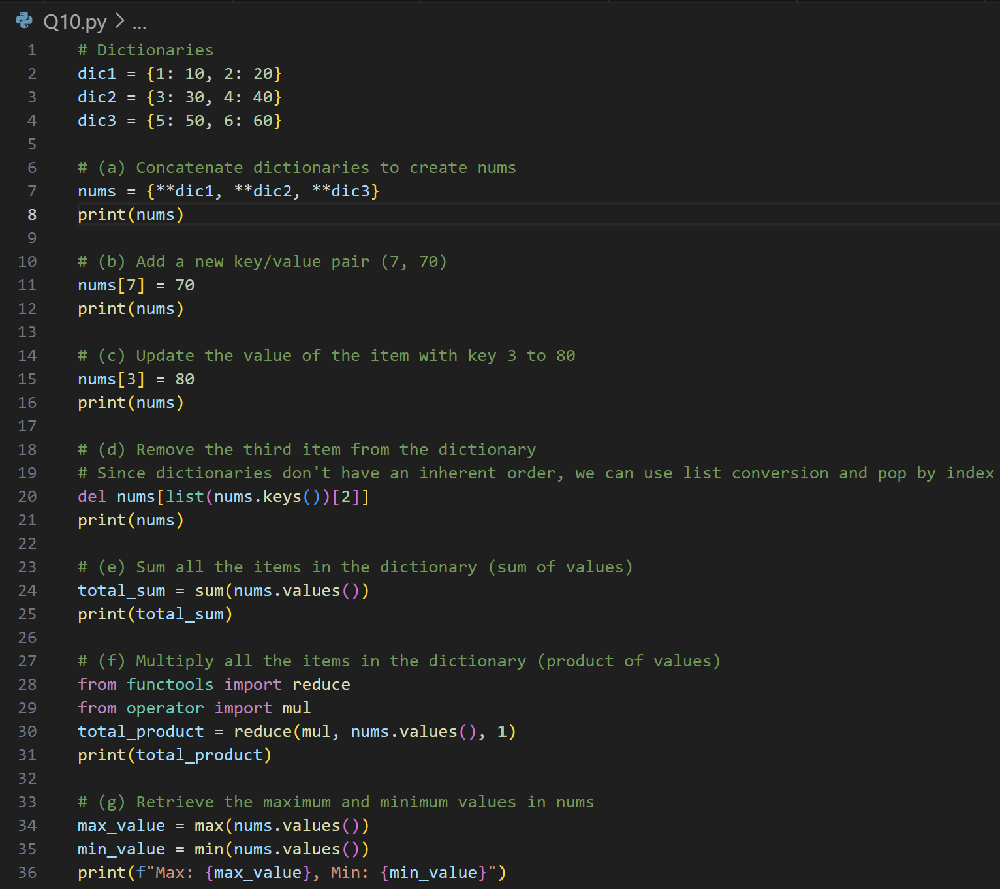 Q10.py > ...
1 # Dictionaries
2 dic1 = {1: 10, 2: 20}
3 dic2 = {3: 30, 4: 40}
4 dic3 = {5: 50, 6: 60}
5
6 # (a) Concatenate dictionaries to create nums
7 nums = {**dic1, **dic2, **dic3}
8 print(nums)
9
10 # (b) Add a new key/value pair (7, 70)
11 nums[7] = 70
12 print(nums)
13
14 # (c) Update the value of the item with key 3 to 80
15 nums[3] = 80
16 print(nums)
17
18 # (d) Remove the third item from the dictionary
19 # Since dictionaries don't have an inherent order, we can use list conversion and pop by index
20 del nums[list(nums.keys())[2]]
21 print(nums)
22
23 # (e) Sum all the items in the dictionary (sum of values)
24 total_sum = sum(nums.values())
25 print(total_sum)
26
27 # (f) Multiply all the items in the dictionary (product of values)
28 from functools import reduce
29 from operator import mul
30 total_product = reduce(mul, nums.values(), 1)
31 print(total_product)
32
33 # (g) Retrieve the maximum and minimum values in nums
34 max_value = max(nums.values())
35 min_value = min(nums.values())
36 print(f"Max: {max_value}, Min: {min_value}")